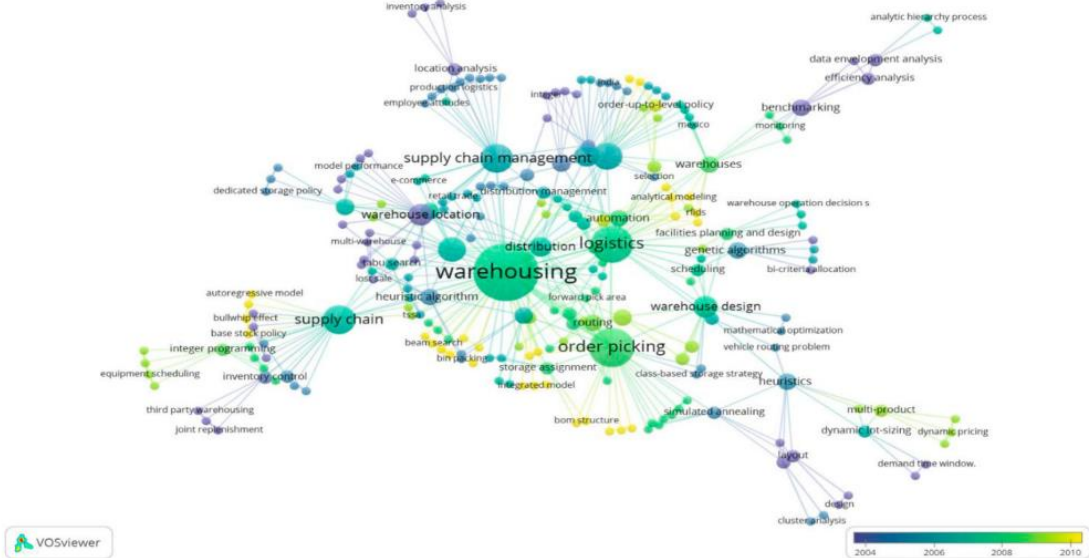 inventory analysis
analytic hierarchy process
location analysis
data envelopment analysis
production logistics
india
efficiency analysis
employee attitudes
integer
order-up-to-level policy
benchmarking
mexico
monitoring
supply chain management
warehouses
model performance
e-commerce
selection
dedicated storage policy
retail trade
distribution management
analytical modeling
warehouse operation decision s
warehouse location
automation
rfids
facilities planning and design
multi-warehouse
distribution
logistics
genetic algorithms
tabu search
warehousing
scheduling
bi-criteria allocation
lost sale
autoregressive model
heuristic algorithm
forward pick area
warehouse design
bullwhip effect
supply chain
tssa
routing
base stock policy
mathematical optimization
integer programming
beam search
order picking
vehicle routing problem
bin packing
equipment scheduling
inventory control
storage assignment
class-based storage strategy
heuristics
integrated model
third party warehousing
bom structure
simulated annealing
multi-product
joint replenishment
dynamic lot-sizing
dynamic pricing
layout
demand time window.
design
cluster analysis
VOSviewer
2004 2006 2008 2010